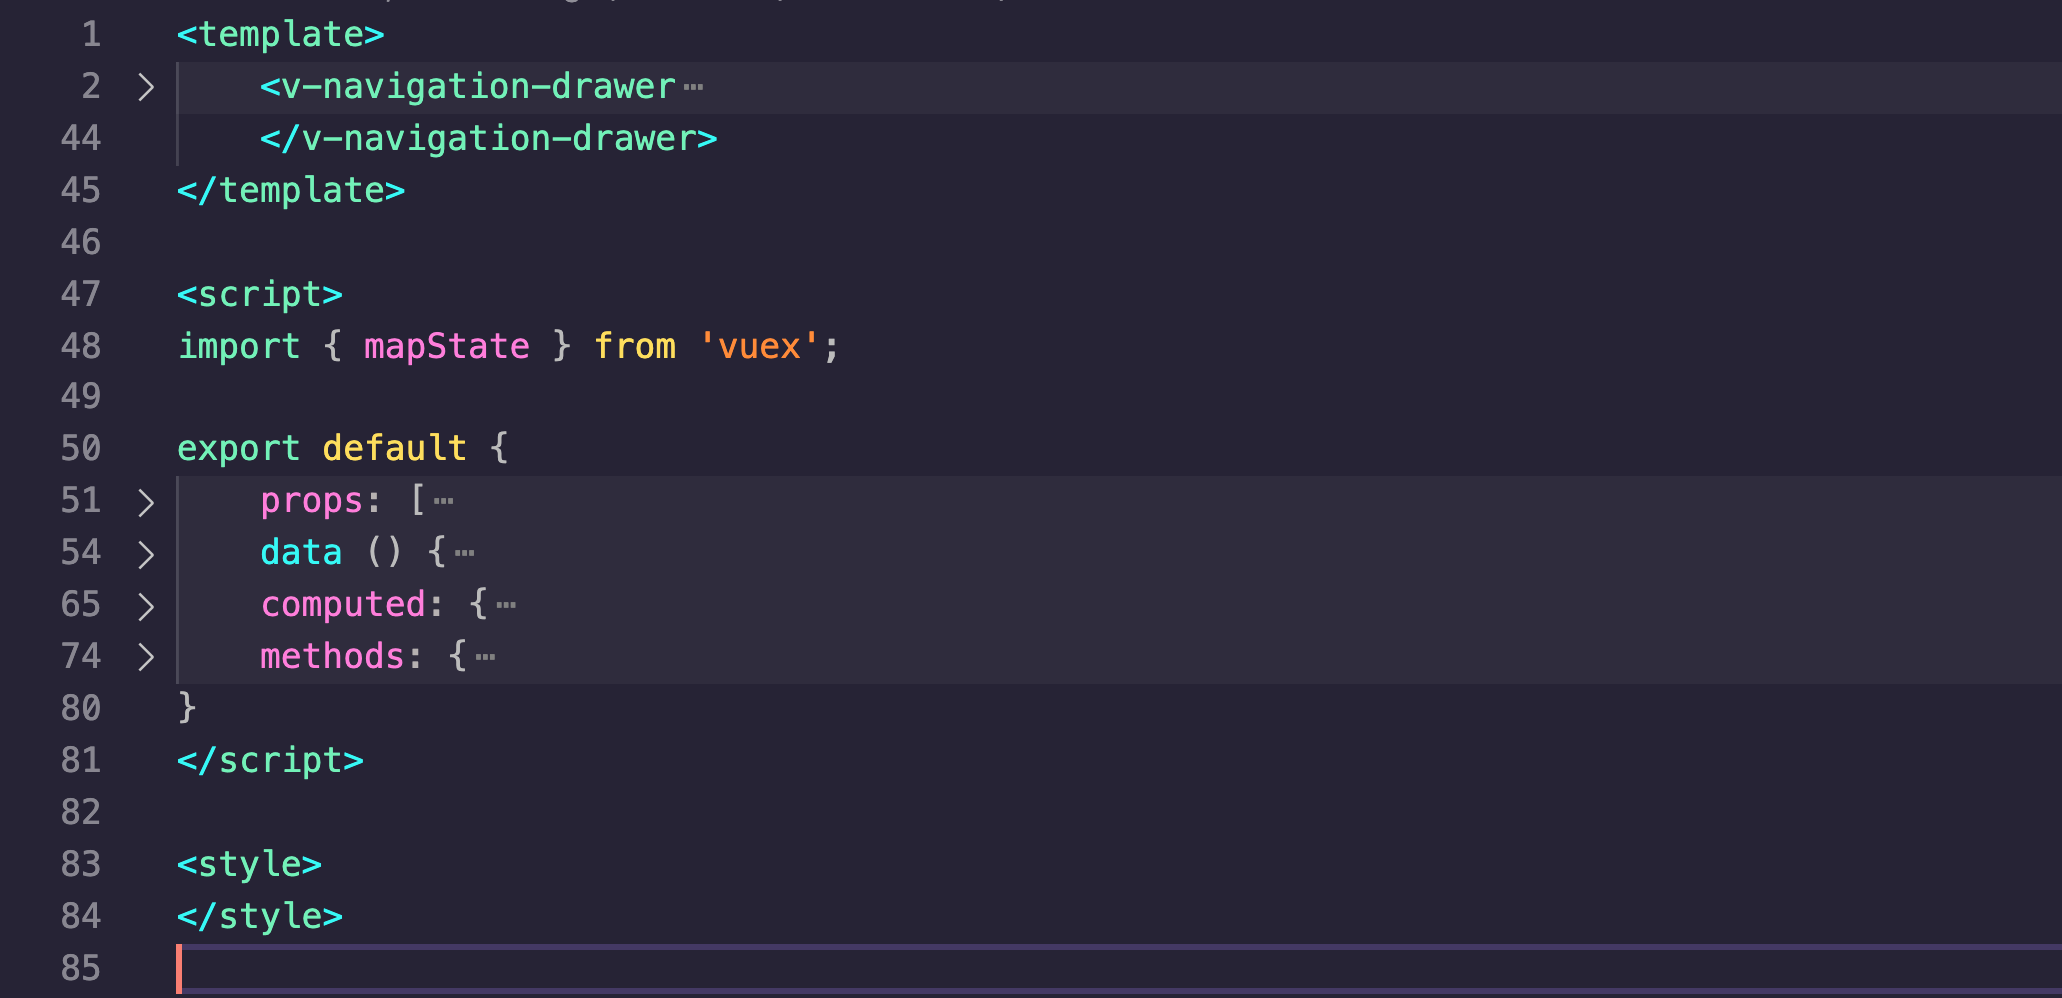 1 <template>
2 <v-navigation-drawer…
44 </v-navigation-drawer>
45 </template>
46
47 <script>
48 import { mapState } from 'vuex';
49
50 export default {
51 props: […
54 data () {…
65 computed: {…
74 methods: {…
80 }
81 </script>
82
83 <style>
84 </style>
85